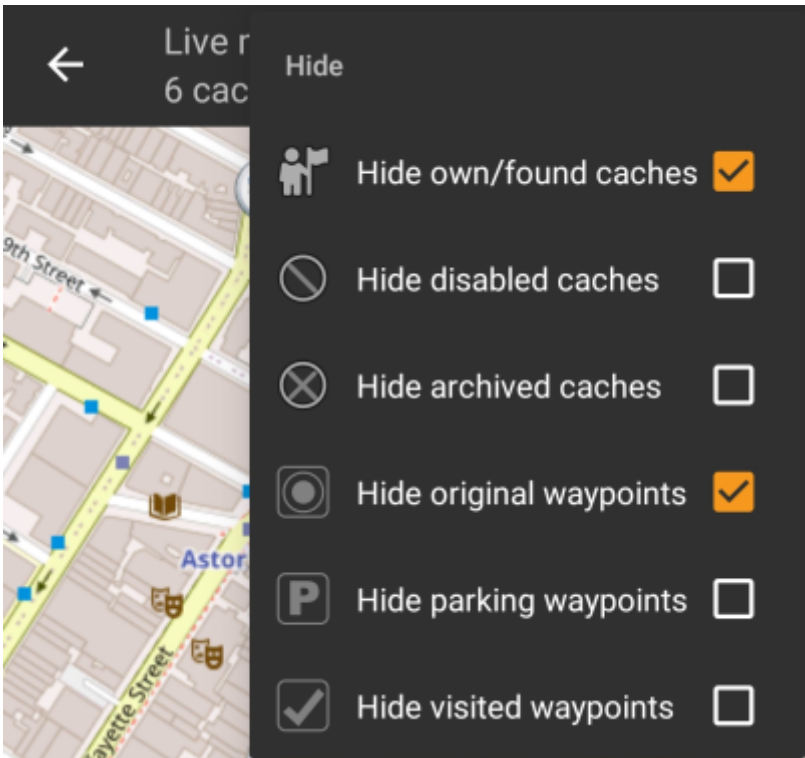 Live
6 cac
Hide
Hide own/found caches
Hide disabled caches
Hide archived caches
Hide original waypoints
P Hide parking waypoints
Hide visited waypoints
9th Street
Astor
ayette Street